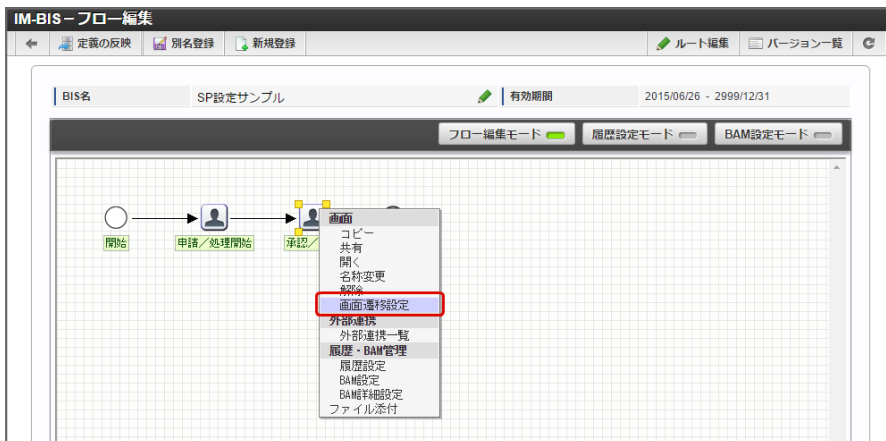 IM-BIS－フロー編集
定義の反映 別名登録 新規登録 ルート編集 バージョン一覧
BIS名 SP設定サンプル 有効期間 2015/06/26 - 2999/12/31
フロー編集モード 履歴設定モード BAM設定モード
開始 申請／処理開始 承認／
画面
コピー
共有
開く
名称変更
解除
画面遷移設定
外部連携
外部連携一覧
履歴・BAM管理
履歴設定
BAM設定
BAM詳細設定
ファイル添付